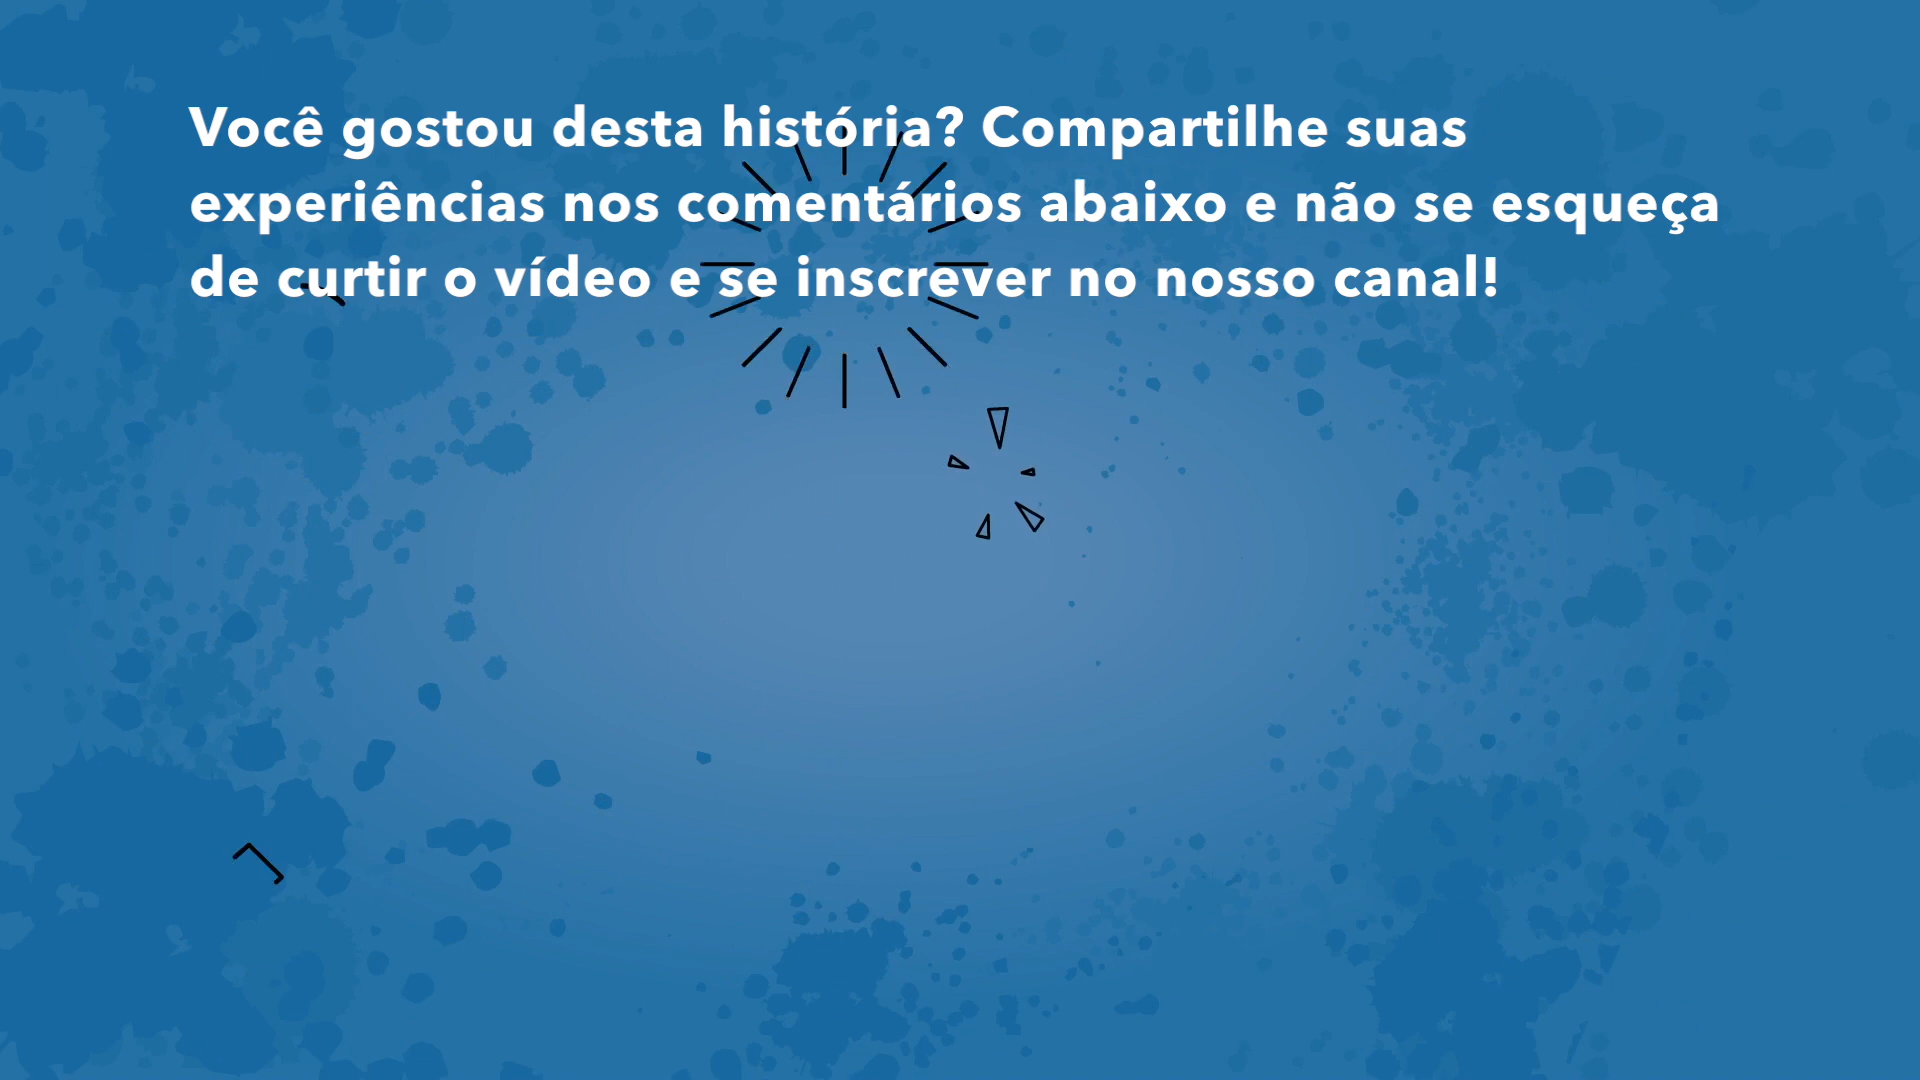 Você gostou desta história? Compartilhe suas
experiências nos comentários abaixo e não se esqueça
de curtir o vídeo e se inscrever no nosso canal!